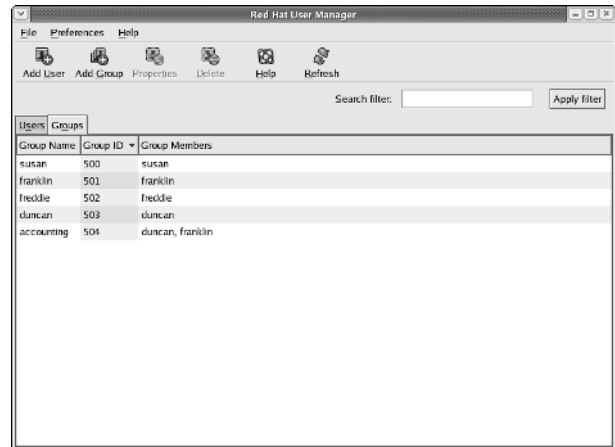 Red Hat User Manager
File Preferences Help
Add User Add Group Properties Delete Help Refresh
Search filter: Apply filter
Users Groups
Group Name Group ID Group Members
susan 500 susan
franklin 501 franklin
freddie 502 freddie
duncan 503 duncan
accounting 504 duncan, franklin